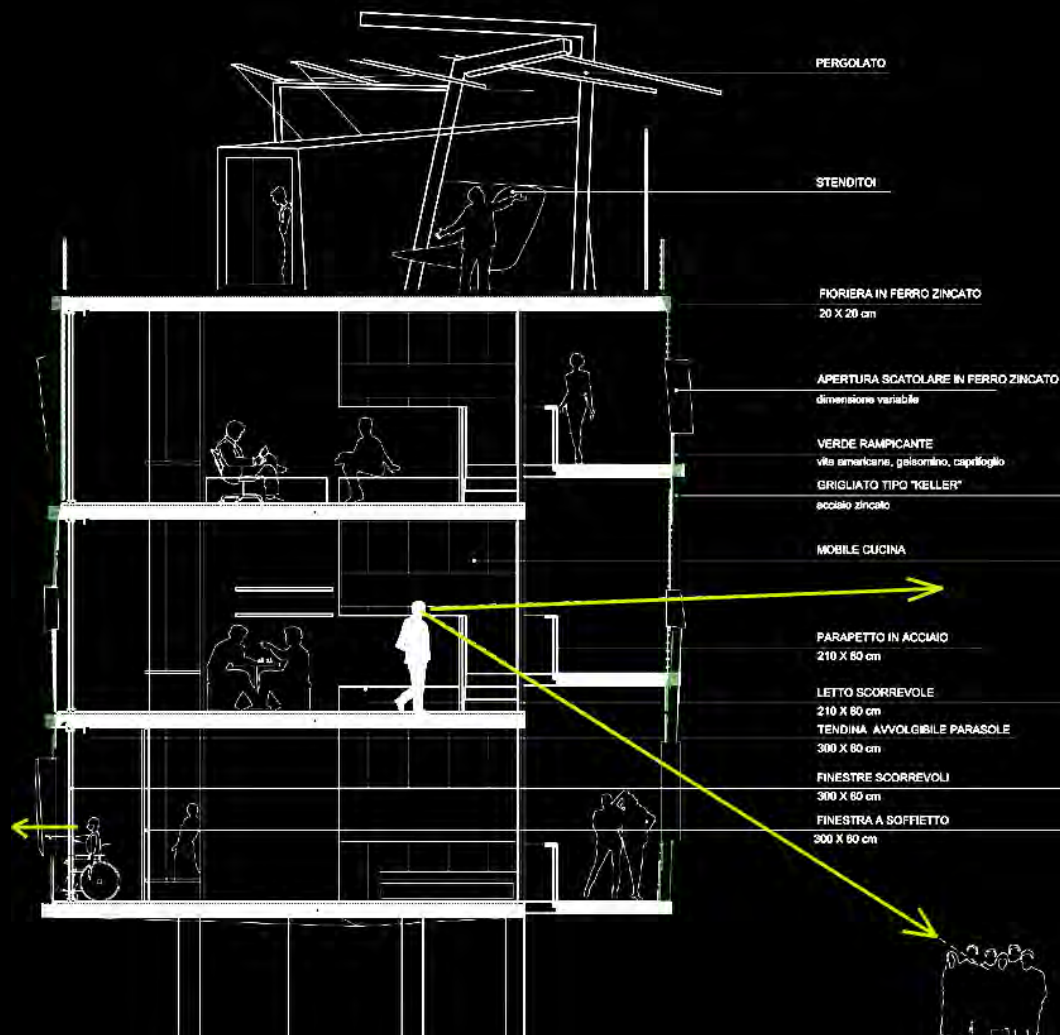 PERGOLATO
STENDITOI
FIORIERA IN FERRO ZINCATO
20 X 20 cm
APERTURA SCATOLARE IN FERRO ZINCATO
dimensione variabile
VERDE RAMPICANTE
vite americana, gelsomino, caprifoglio
GRIGLIATO TIPO "KELLER"
acciaio zincato
MOBILE CUCINA
PARAPETTO IN ACCIAIO
210 X 60 cm
LETTO SCORREVOLE
210 X 80 cm
TENDINA AVVOLGIBILE PARASOLE
300 X 60 cm
FINESTRE SCORREVOLI
300 X 60 cm
FINESTRA A SOFFIETTO
300 X 60 cm